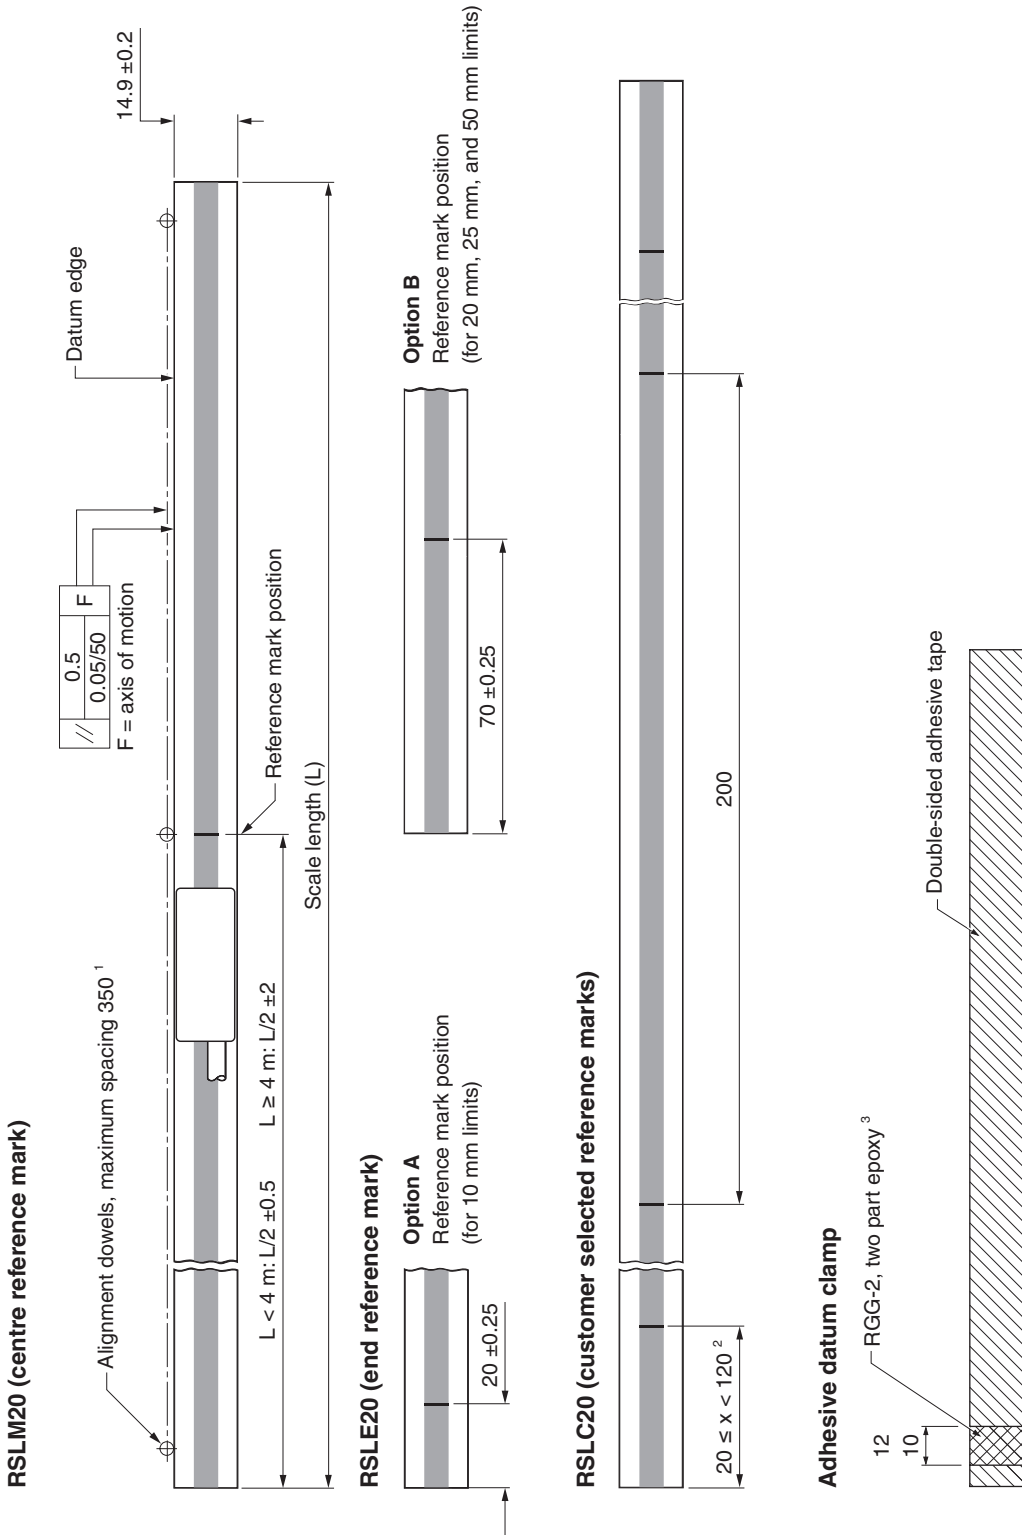 RSLM20 (centre reference mark)
Alignment dowels, maximum spacing 350 ¹
// 0.5 F
0.05/50
F = axis of motion
Datum edge
14.9 ±0.2
L < 4 m: L/2 ±0.5
L ≥ 4 m: L/2 ±2
Reference mark position
Scale length (L)
RSLE20 (end reference mark)
Option A
Reference mark position
(for 10 mm limits)
20 ±0.25
Option B
Reference mark position
(for 20 mm, 25 mm, and 50 mm limits)
70 ±0.25
RSLC20 (customer selected reference marks)
20 ≤ x < 120 ²
200
Adhesive datum clamp
12
10
RGG-2, two part epoxy ³
Double-sided adhesive tape